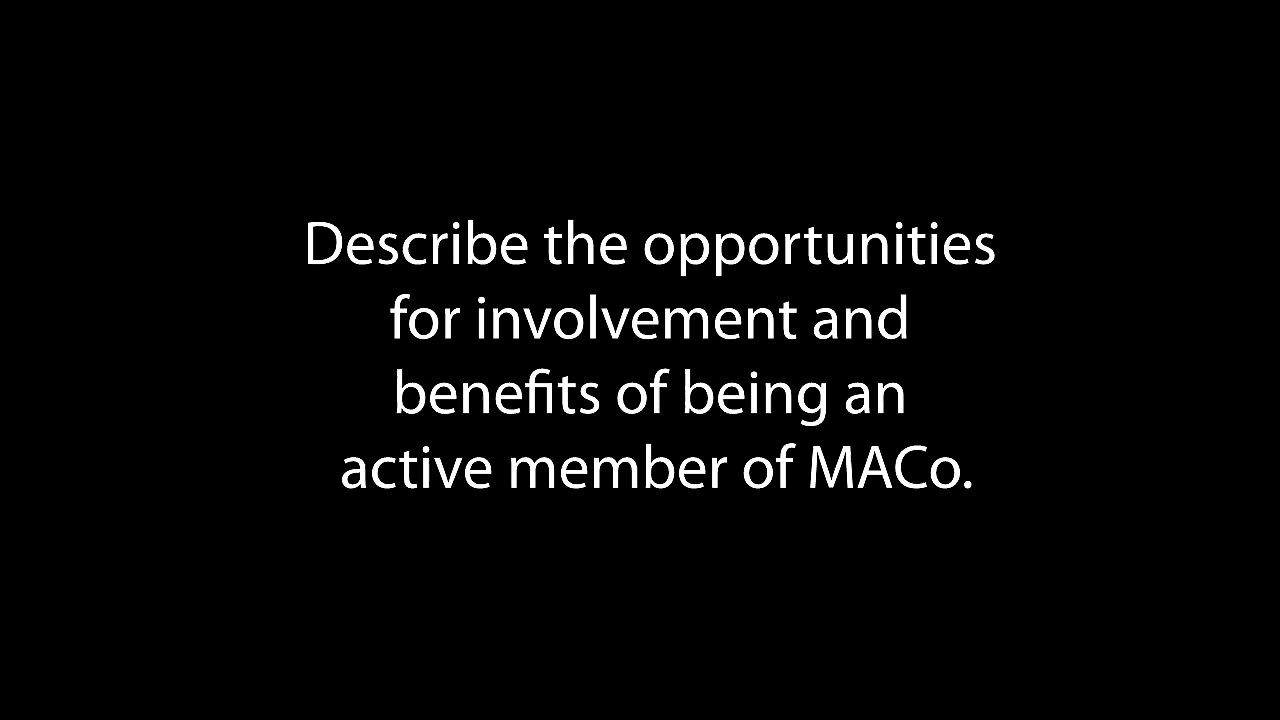 Describe the opportunities
for involvement and
benefits of being an
active member of MACo.